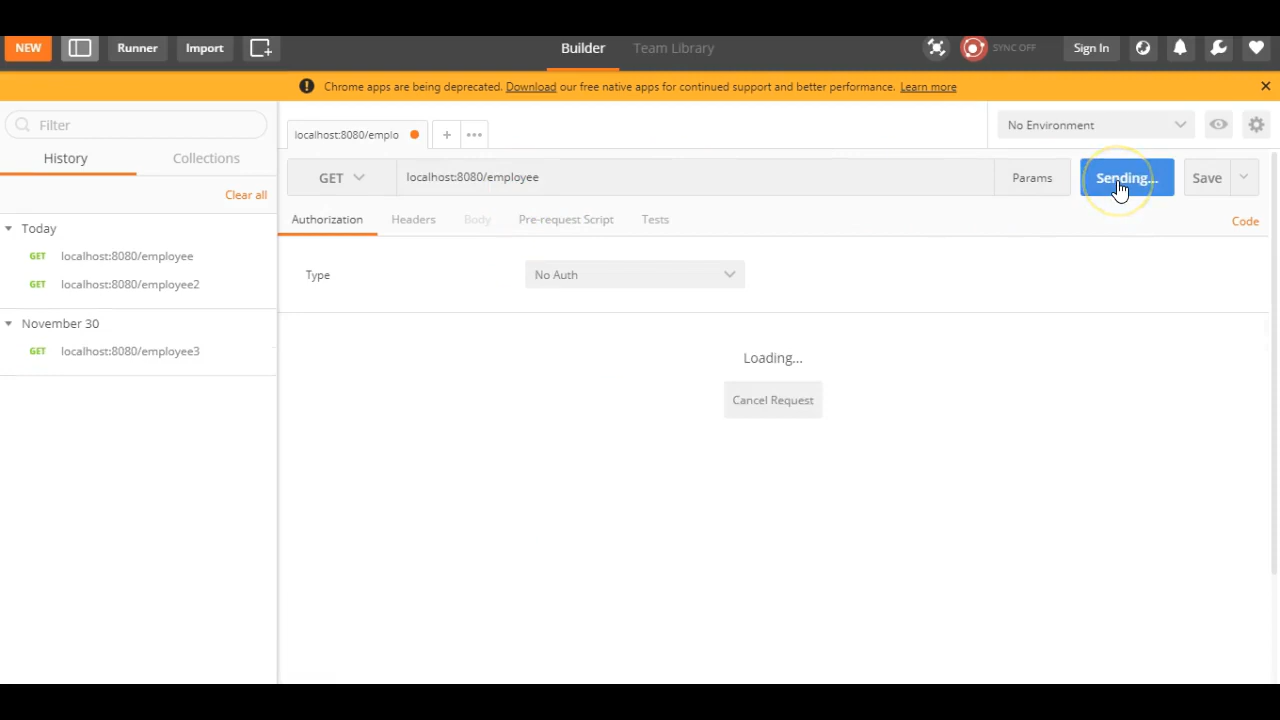 NEW
Runner
Import
Builder
Team Library
SYNC OFF
Sign In
Chrome apps are being deprecated. Download our free native apps for continued support and better performance. Learn more
Filter
History
Collections
Clear all
Today
GET localhost:8080/employee
GET localhost:8080/employee2
November 30
GET localhost:8080/employee3
localhost:8080/emplo
No Environment
GET
localhost:8080/employee
Params
Sending...
Save
Authorization
Headers
Body
Pre-request Script
Tests
Code
Type
No Auth
Loading...
Cancel Request